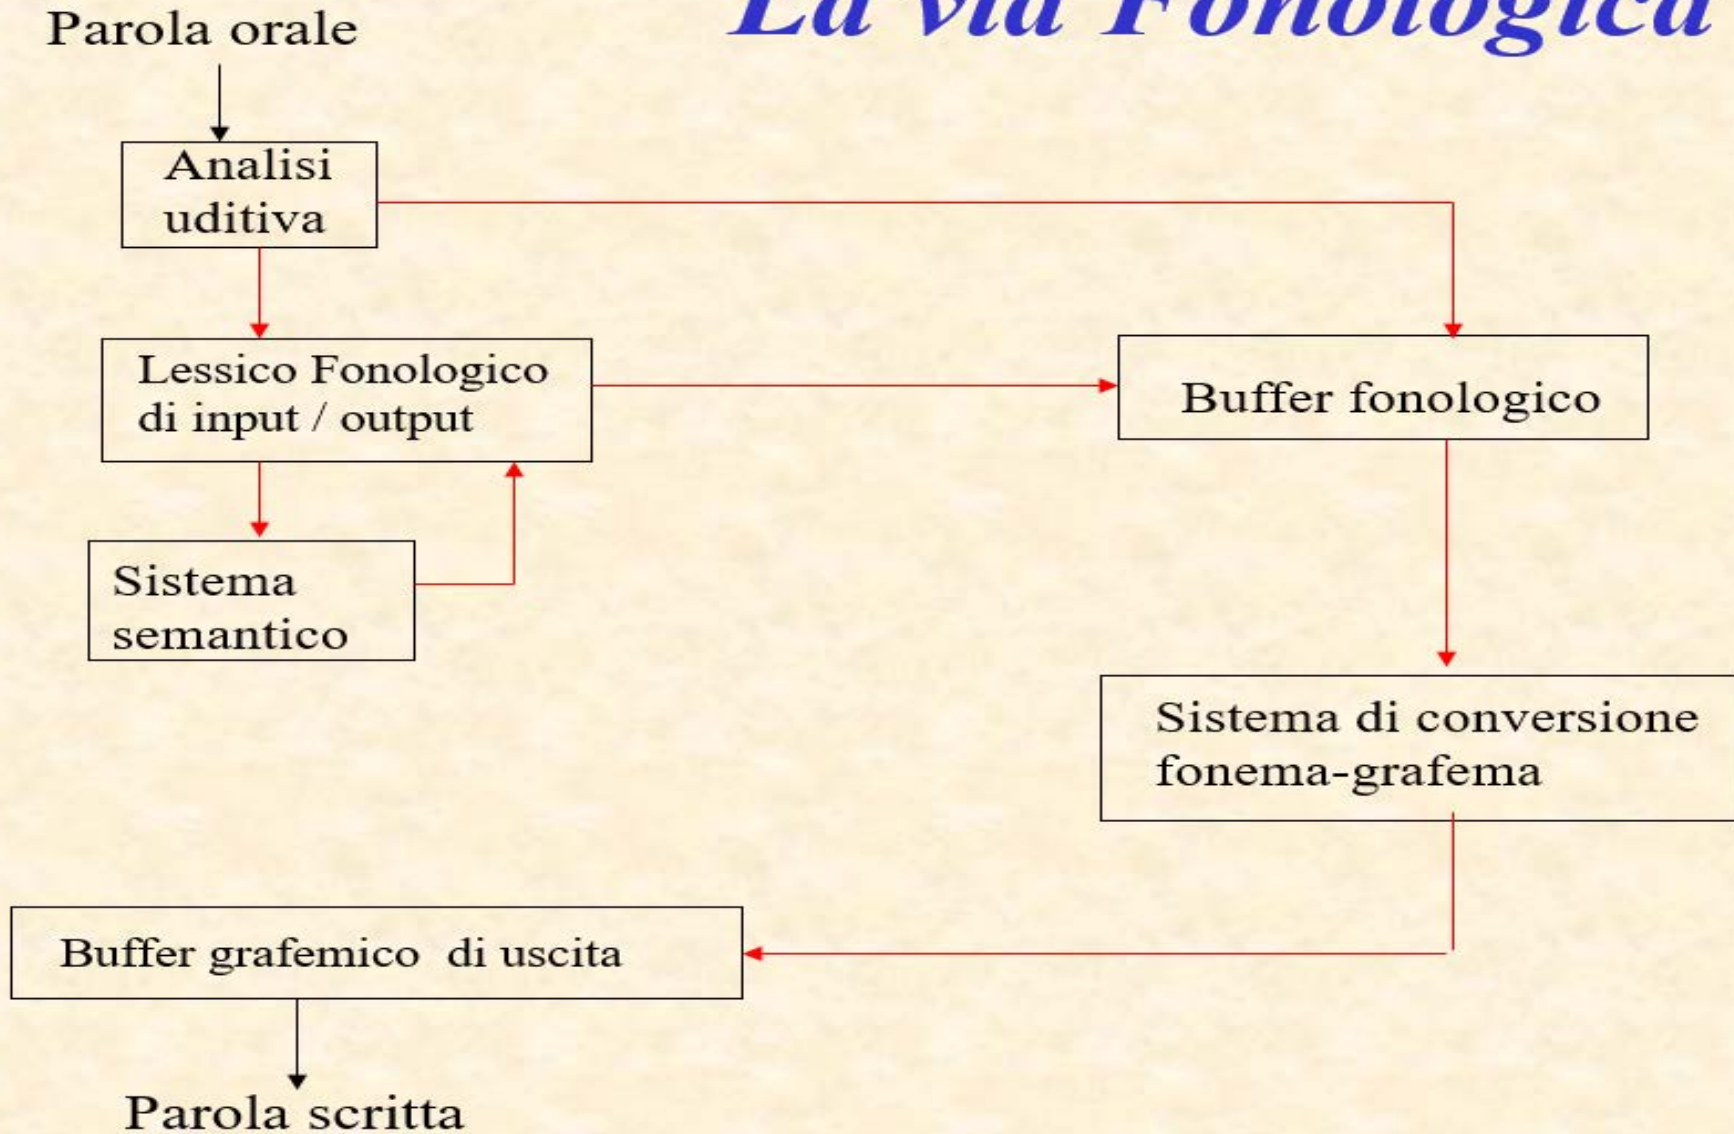 La via Fonologica
Parola orale
Analisi
uditiva
Lessico Fonologico
di input / output
Buffer fonologico
Sistema
semantico
Sistema di conversione
fonema-grafema
Buffer grafemico di uscita
Parola scritta